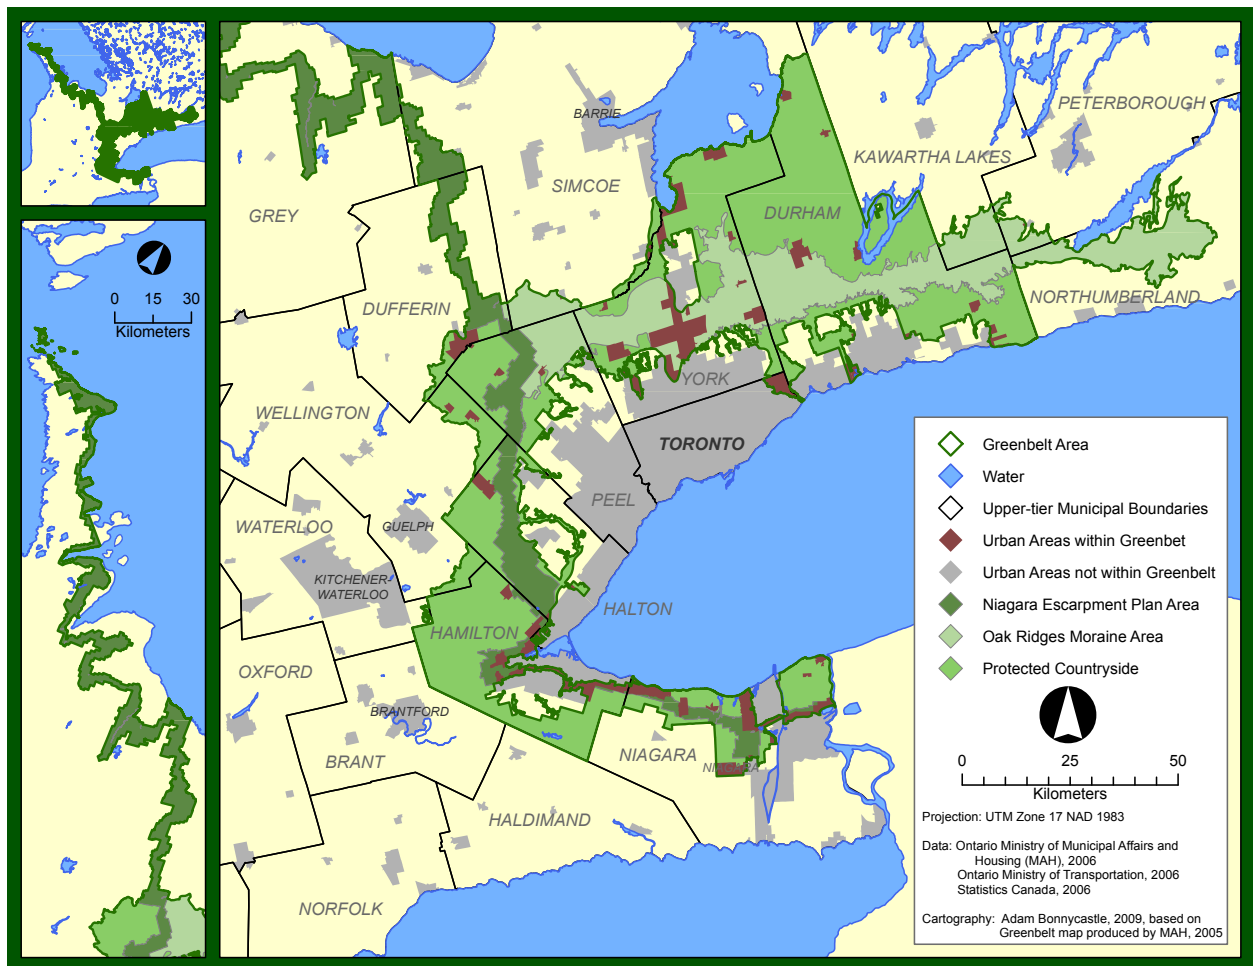 0 15 30
Kilometers
BARRIE
PETERBOROUGH
KAWARTHA LAKES
SIMCOE
GREY
DURHAM
DUFFERIN
NORTHUMBERLAND
YORK
WELLINGTON
TORONTO
PEEL
WATERLOO
GUELPH
KITCHENER-
WATERLOO
HALTON
HAMILTON
OXFORD
BRANTFORD
BRANT
NIAGARA
NIAGARA
HALDIMAND
NORFOLK
Greenbelt Area
Water
Upper-tier Municipal Boundaries
Urban Areas within Greenbet
Urban Areas not within Greenbelt
Niagara Escarpment Plan Area
Oak Ridges Moraine Area
Protected Countryside
0 25 50
Kilometers
Projection: UTM Zone 17 NAD 1983
Data: Ontario Ministry of Municipal Affairs and
Housing (MAH), 2006
Ontario Ministry of Transportation, 2006
Statistics Canada, 2006
Cartography: Adam Bonnycastle, 2009, based on
Greenbelt map produced by MAH, 2005